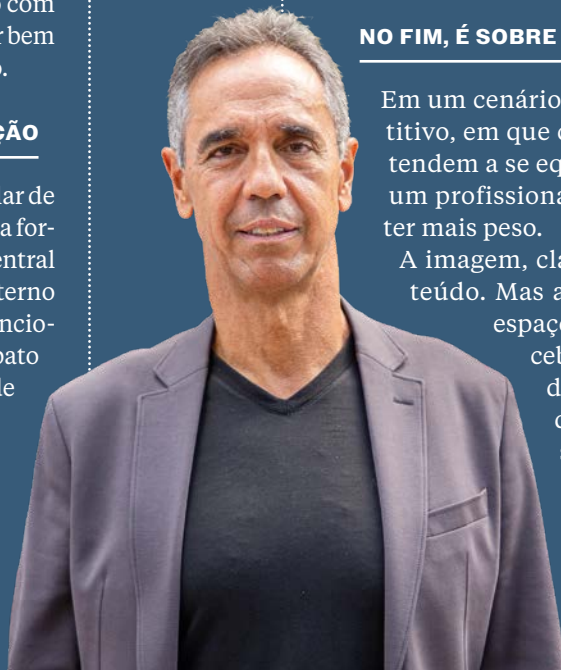 com
bem
ÇÃO
lar de
a for-
entral
terno
ncio-
pato
de
NO FIM, É SOBRE
Em um cenário
titivo, em que
tendem a se eq
um profissiona
ter mais peso.
A imagem, cla
teúdo. Mas a
espaço
ceb
d